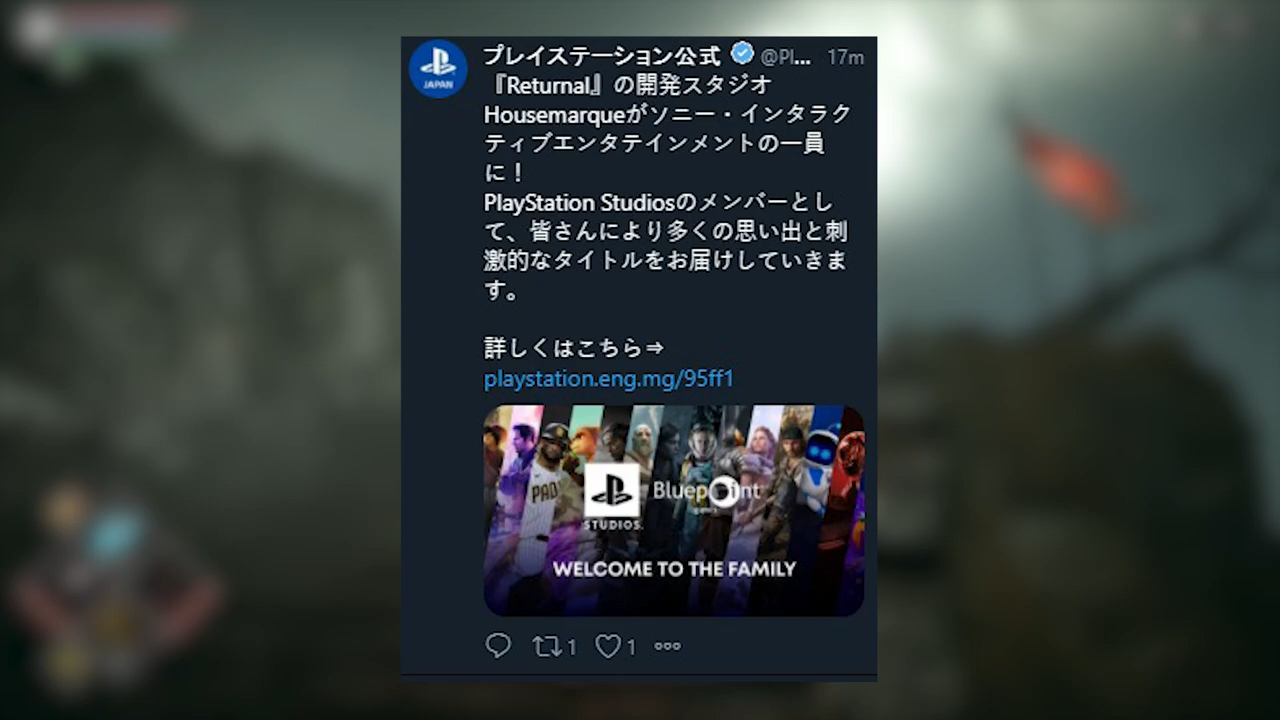 プレイステーション公式 @Pl... 17m
『Returnal』の開発スタジオ
Housemarqueがソニー・インタラク
ティブエンタテインメントの一員
に！
PlayStation Studiosのメンバーとし
て、皆さんにより多くの思い出と刺
激的なタイトルをお届けしていきま
す。
詳しくはこちら⇒
playstation.eng.mg/95ff1
PAD
Bluepoint
games
STUDIOS.
WELCOME TO THE FAMILY
1 1
JAPAN